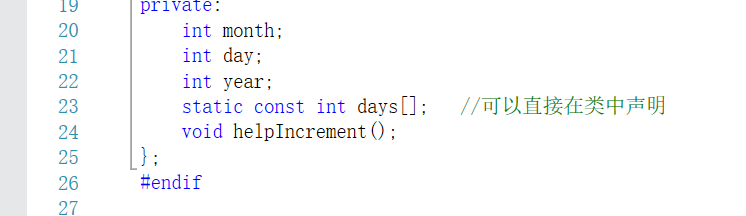 19 private:
20 int month;
21 int day;
22 int year;
23 static const int days[]; //可以直接在类中声明
24 void helpIncrement();
25 };
26 #endif
27